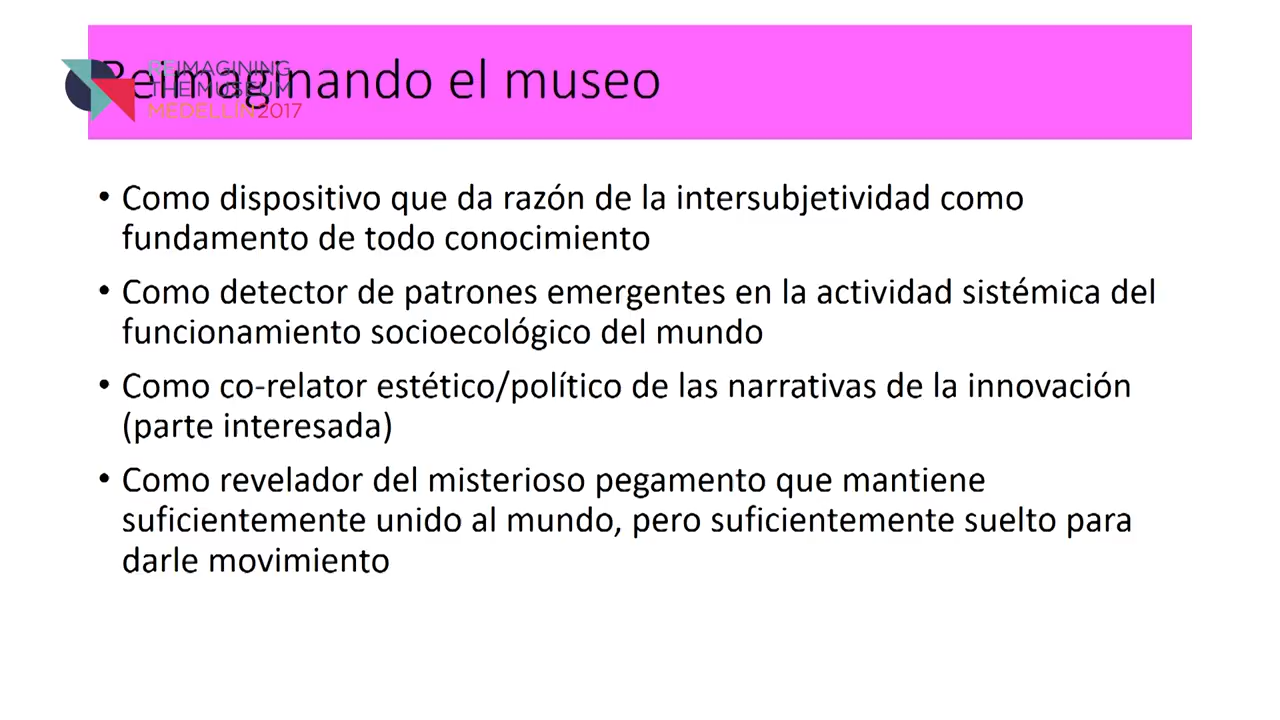 Reimaginando el museo
REIMAGINING
THE MUSEUM
MEDELLÍN 2017
• Como dispositivo que da razón de la intersubjetividad como
fundamento de todo conocimiento
• Como detector de patrones emergentes en la actividad sistémica del
funcionamiento socioecológico del mundo
• Como co-relator estético/político de las narrativas de la innovación
(parte interesada)
• Como revelador del misterioso pegamento que mantiene
suficientemente unido al mundo, pero suficientemente suelto para
darle movimiento